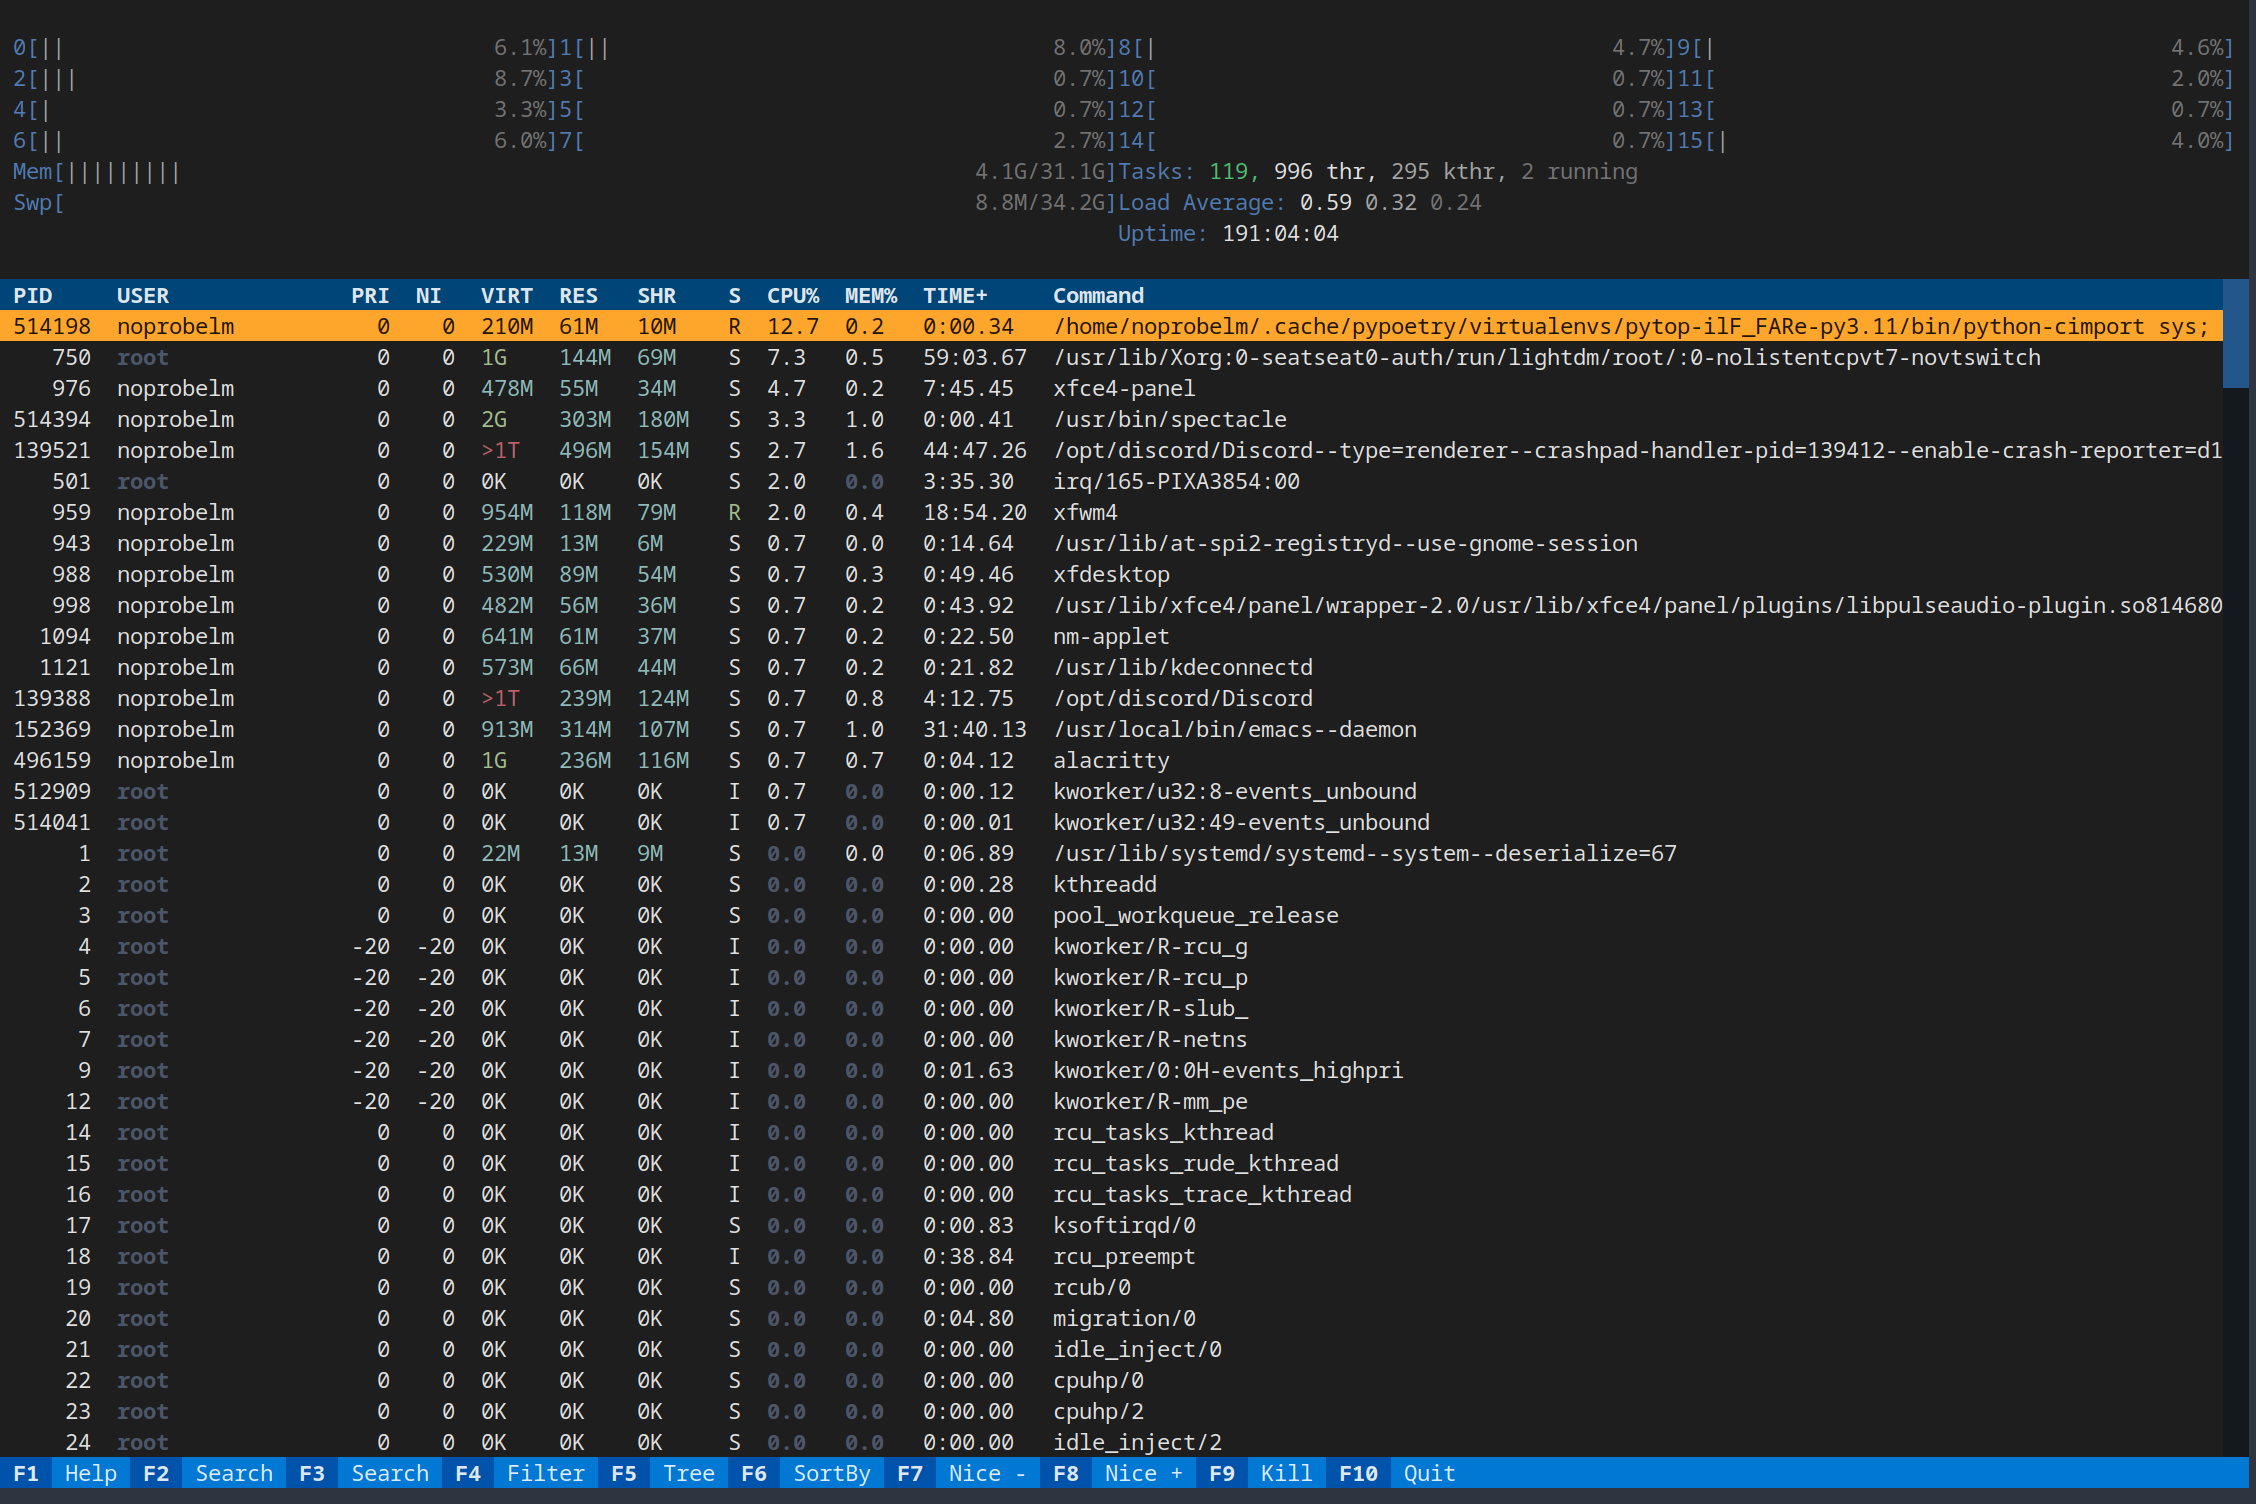 0[|| 6.1%]1[|| 8.0%]8[| 4.7%]9[| 4.6%]
2[||| 8.7%]3[ 0.7%]10[ 0.7%]11[ 2.0%]
4[| 3.3%]5[ 0.7%]12[ 0.7%]13[ 0.7%]
6[|| 6.0%]7[ 2.7%]14[ 0.7%]15[| 4.0%]
Mem[||||||||| 4.1G/31.1G]Tasks: 119, 996 thr, 295 kthr, 2 running
Swp[ 8.8M/34.2G]Load Average: 0.59 0.32 0.24
Uptime: 191:04:04
PID USER PRI NI VIRT RES SHR S CPU% MEM% TIME+ Command
514198 noprobelm 0 0 210M 61M 10M R 12.7 0.2 0:00.34 /home/noprobelm/.cache/pypoetry/virtualenvs/pytop-ilF_FARe-py3.11/bin/python-cimport sys;
750 root 0 0 1G 144M 69M S 7.3 0.5 59:03.67 /usr/lib/Xorg:0-seatseat0-auth/run/lightdm/root/:0-nolistentcpvt7-novtswitch
976 noprobelm 0 0 478M 55M 34M S 4.7 0.2 7:45.45 xfce4-panel
514394 noprobelm 0 0 2G 303M 180M S 3.3 1.0 0:00.41 /usr/bin/spectacle
139521 noprobelm 0 0 >1T 496M 154M S 2.7 1.6 44:47.26 /opt/discord/Discord--type=renderer--crashpad-handler-pid=139412--enable-crash-reporter=d1
501 root 0 0 0K 0K 0K S 2.0 0.0 3:35.30 irq/165-PIXA3854:00
959 noprobelm 0 0 954M 118M 79M R 2.0 0.4 18:54.20 xfwm4
943 noprobelm 0 0 229M 13M 6M S 0.7 0.0 0:14.64 /usr/lib/at-spi2-registryd--use-gnome-session
988 noprobelm 0 0 530M 89M 54M S 0.7 0.3 0:49.46 xfdesktop
998 noprobelm 0 0 482M 56M 36M S 0.7 0.2 0:43.92 /usr/lib/xfce4/panel/wrapper-2.0/usr/lib/xfce4/panel/plugins/libpulseaudio-plugin.so814680
1094 noprobelm 0 0 641M 61M 37M S 0.7 0.2 0:22.50 nm-applet
1121 noprobelm 0 0 573M 66M 44M S 0.7 0.2 0:21.82 /usr/lib/kdeconnectd
139388 noprobelm 0 0 >1T 239M 124M S 0.7 0.8 4:12.75 /opt/discord/Discord
152369 noprobelm 0 0 913M 314M 107M S 0.7 1.0 31:40.13 /usr/local/bin/emacs--daemon
496159 noprobelm 0 0 1G 236M 116M S 0.7 0.7 0:04.12 alacritty
512909 root 0 0 0K 0K 0K I 0.7 0.0 0:00.12 kworker/u32:8-events_unbound
514041 root 0 0 0K 0K 0K I 0.7 0.0 0:00.01 kworker/u32:49-events_unbound
1 root 0 0 22M 13M 9M S 0.0 0.0 0:06.89 /usr/lib/systemd/systemd--system--deserialize=67
2 root 0 0 0K 0K 0K S 0.0 0.0 0:00.28 kthreadd
3 root 0 0 0K 0K 0K S 0.0 0.0 0:00.00 pool_workqueue_release
4 root -20 -20 0K 0K 0K I 0.0 0.0 0:00.00 kworker/R-rcu_g
5 root -20 -20 0K 0K 0K I 0.0 0.0 0:00.00 kworker/R-rcu_p
6 root -20 -20 0K 0K 0K I 0.0 0.0 0:00.00 kworker/R-slub_
7 root -20 -20 0K 0K 0K I 0.0 0.0 0:00.00 kworker/R-netns
9 root -20 -20 0K 0K 0K I 0.0 0.0 0:01.63 kworker/0:0H-events_highpri
12 root -20 -20 0K 0K 0K I 0.0 0.0 0:00.00 kworker/R-mm_pe
14 root 0 0 0K 0K 0K I 0.0 0.0 0:00.00 rcu_tasks_kthread
15 root 0 0 0K 0K 0K I 0.0 0.0 0:00.00 rcu_tasks_rude_kthread
16 root 0 0 0K 0K 0K I 0.0 0.0 0:00.00 rcu_tasks_trace_kthread
17 root 0 0 0K 0K 0K S 0.0 0.0 0:00.83 ksoftirqd/0
18 root 0 0 0K 0K 0K I 0.0 0.0 0:38.84 rcu_preempt
19 root 0 0 0K 0K 0K S 0.0 0.0 0:00.00 rcub/0
20 root 0 0 0K 0K 0K S 0.0 0.0 0:04.80 migration/0
21 root 0 0 0K 0K 0K S 0.0 0.0 0:00.00 idle_inject/0
22 root 0 0 0K 0K 0K S 0.0 0.0 0:00.00 cpuhp/0
23 root 0 0 0K 0K 0K S 0.0 0.0 0:00.00 cpuhp/2
24 root 0 0 0K 0K 0K S 0.0 0.0 0:00.00 idle_inject/2
F1 Help F2 Search F3 Search F4 Filter F5 Tree F6 SortBy F7 Nice - F8 Nice + F9 Kill F10 Quit